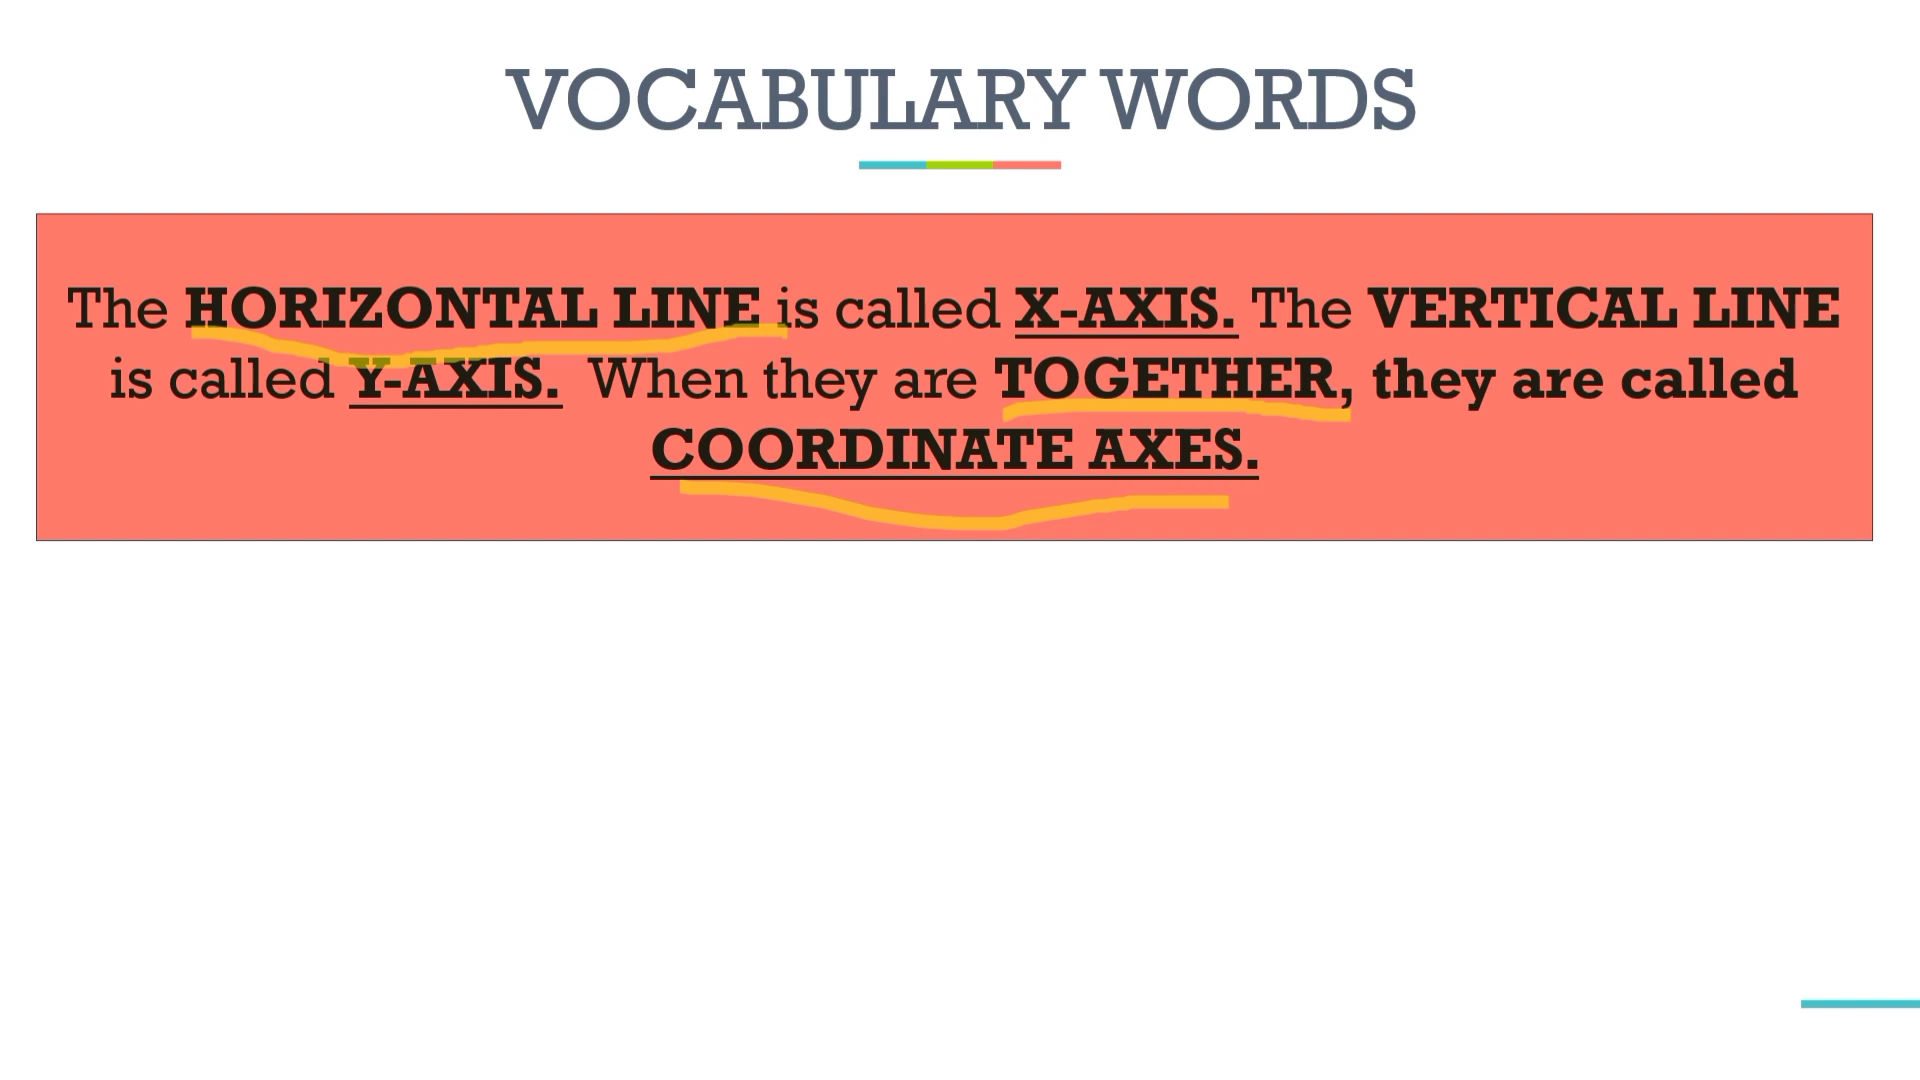 VOCABULARY WORDS
The HORIZONTAL LINE is called X-AXIS. The VERTICAL LINE
is called Y-AXIS. When they are TOGETHER, they are called
COORDINATE AXES.